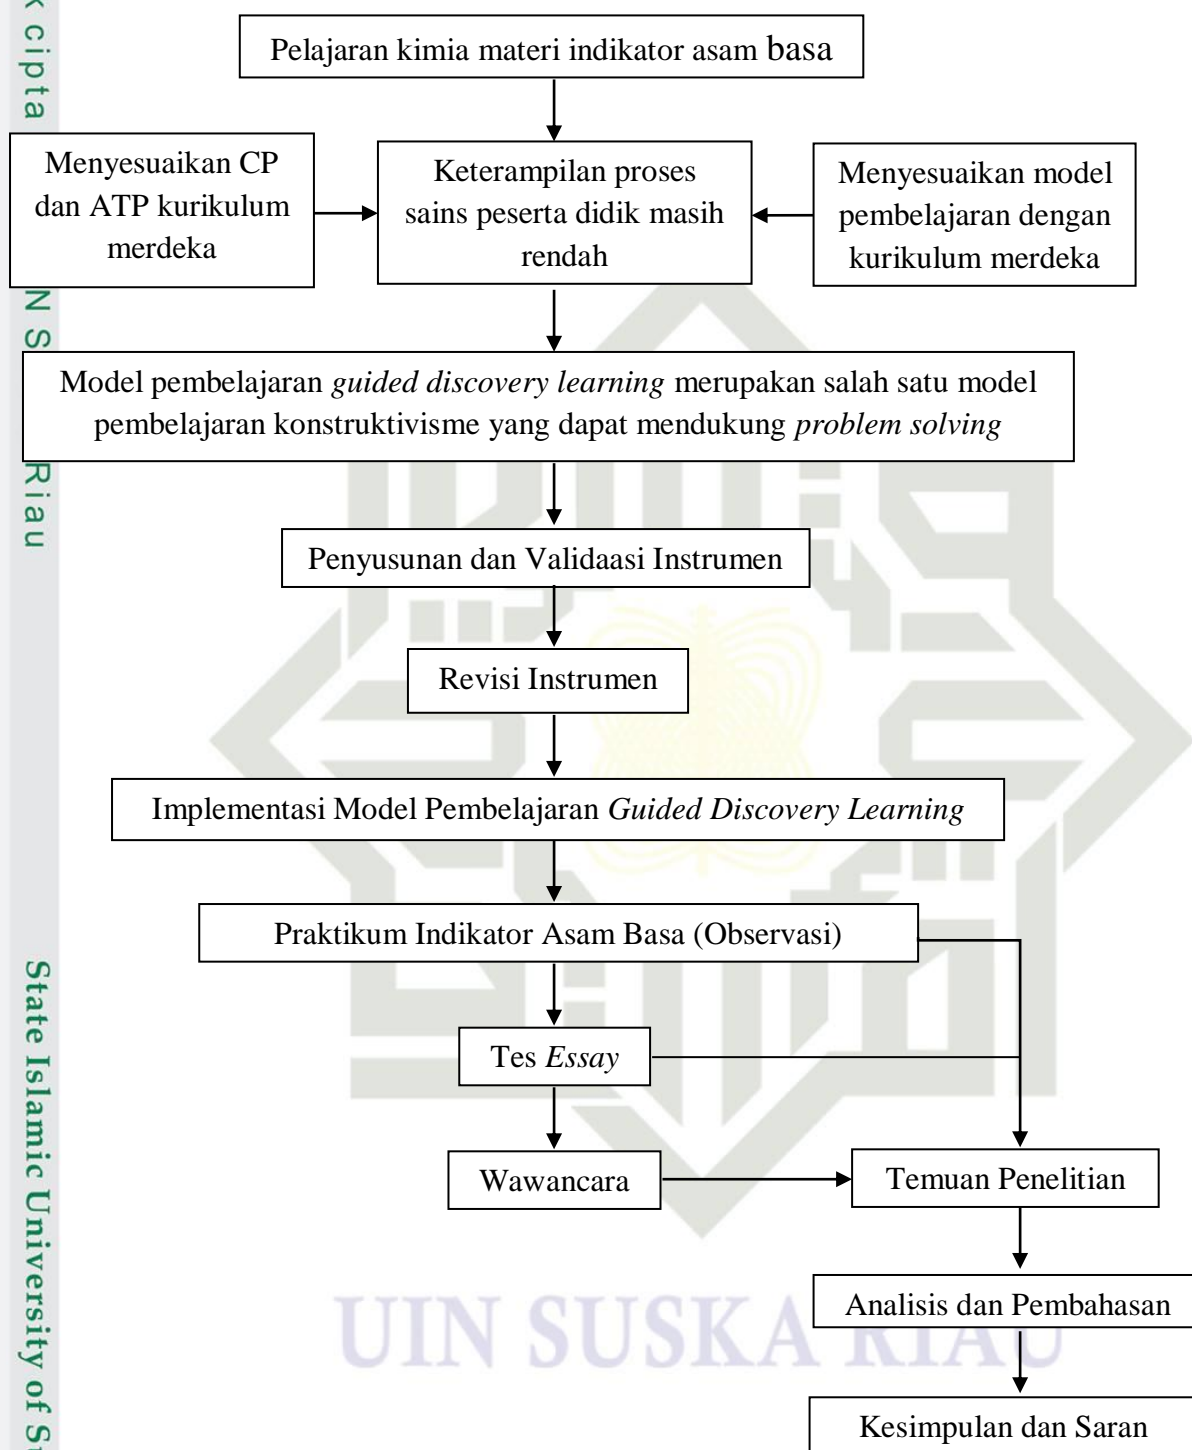 k cipta
N S
Riau
State Islamic University of Su
Pelajaran kimia materi indikator asam basa
Menyesuaikan CP
dan ATP kurikulum
merdeka
Keterampilan proses
sains peserta didik masih
rendah
Menyesuaikan model
pembelajaran dengan
kurikulum merdeka
Model pembelajaran guided discovery learning merupakan salah satu model
pembelajaran konstruktivisme yang dapat mendukung problem solving
Penyusunan dan Validaasi Instrumen
Revisi Instrumen
Implementasi Model Pembelajaran Guided Discovery Learning
Praktikum Indikator Asam Basa (Observasi)
Tes Essay
Wawancara
Temuan Penelitian
Analisis dan Pembahasan
UIN SUSKA RIAU
Kesimpulan dan Saran